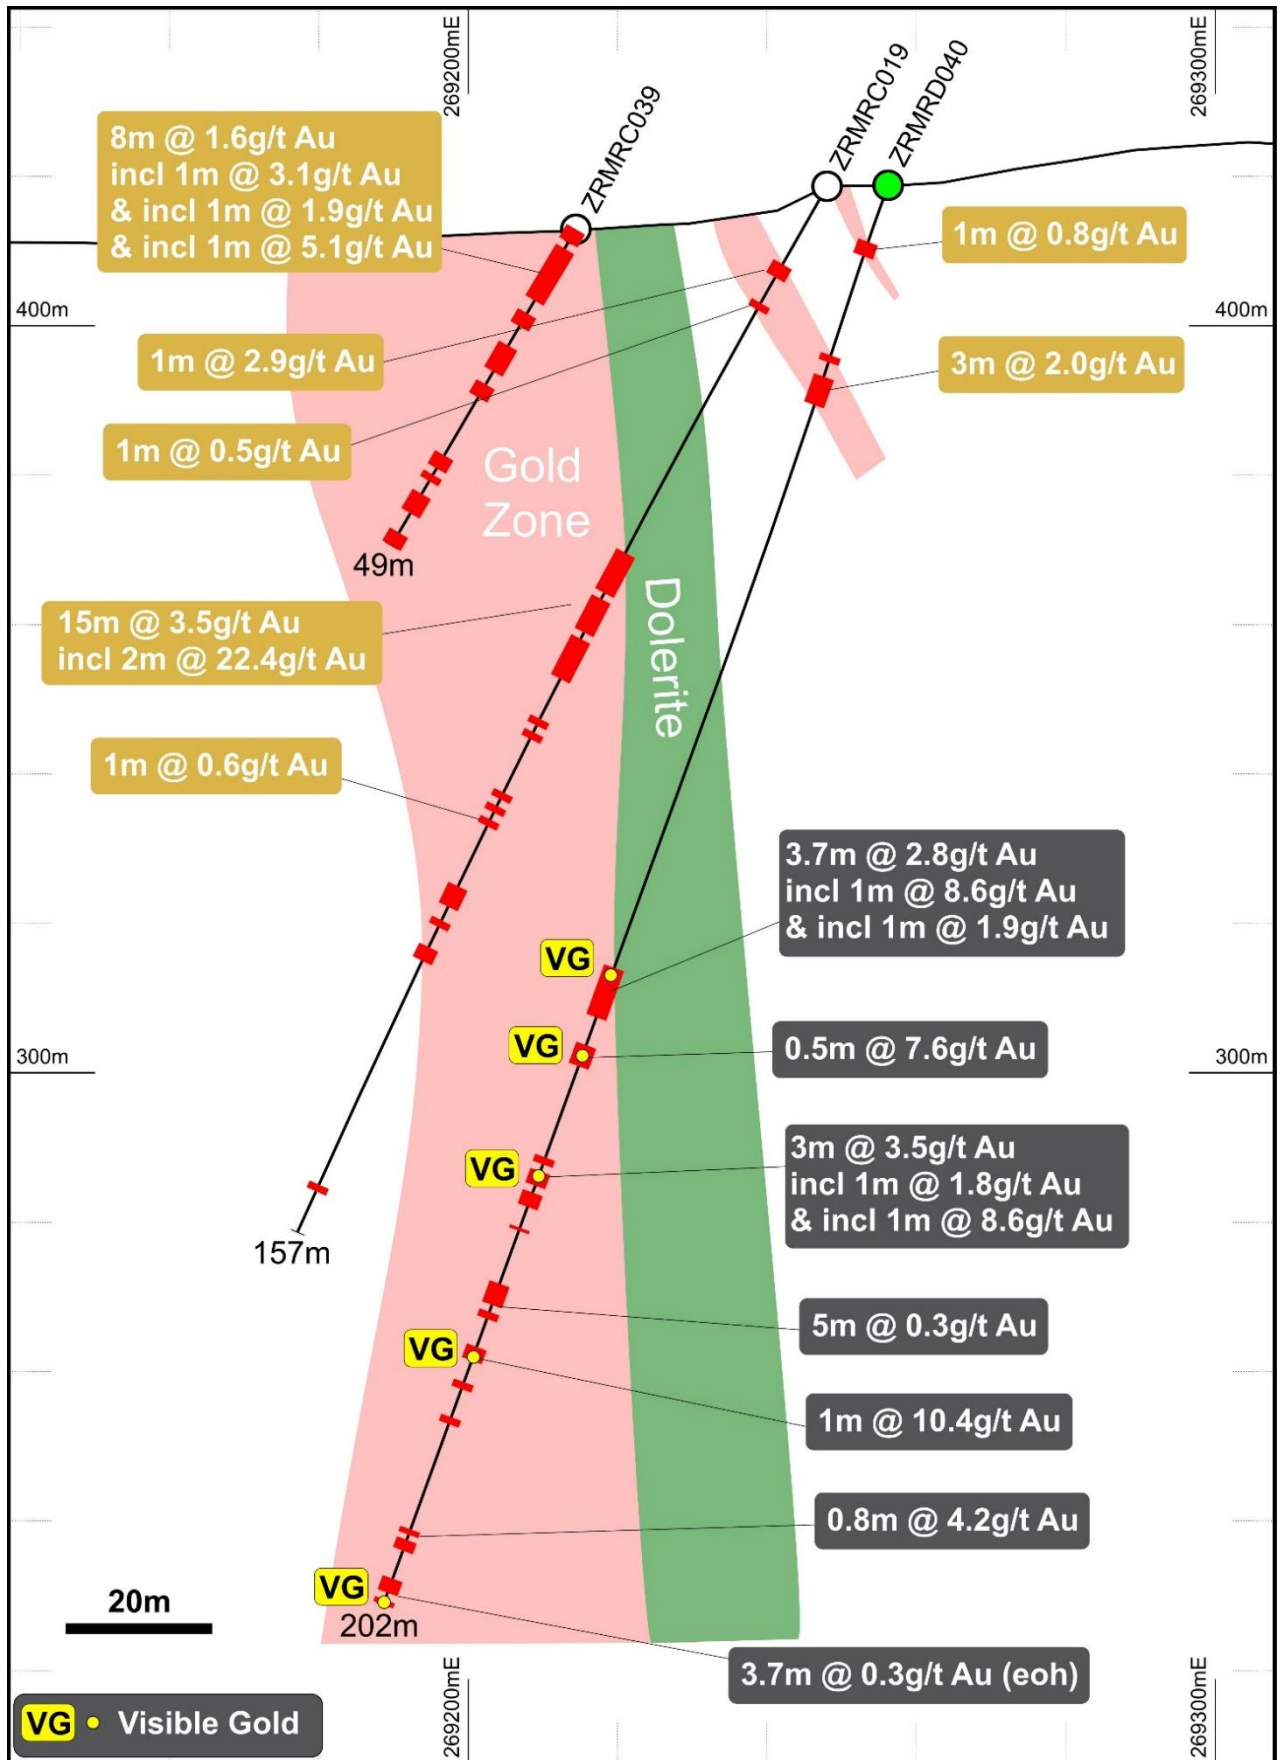 269200mE
269300mE
ZRMRC039
ZRMRC019
ZRMRD040
8m @ 1.6g/t Au
incl 1m @ 3.1g/t Au
& incl 1m @ 1.9g/t Au
& incl 1m @ 5.1g/t Au
1m @ 0.8g/t Au
400m
400m
1m @ 2.9g/t Au
3m @ 2.0g/t Au
1m @ 0.5g/t Au
Gold
Zone
49m
Dolerite
15m @ 3.5g/t Au
incl 2m @ 22.4g/t Au
1m @ 0.6g/t Au
3.7m @ 2.8g/t Au
incl 1m @ 8.6g/t Au
& incl 1m @ 1.9g/t Au
VG
VG
0.5m @ 7.6g/t Au
300m
300m
VG
3m @ 3.5g/t Au
incl 1m @ 1.8g/t Au
& incl 1m @ 8.6g/t Au
157m
5m @ 0.3g/t Au
VG
1m @ 10.4g/t Au
0.8m @ 4.2g/t Au
VG
20m
202m
3.7m @ 0.3g/t Au (eoh)
269200mE
269300mE
VG Visible Gold